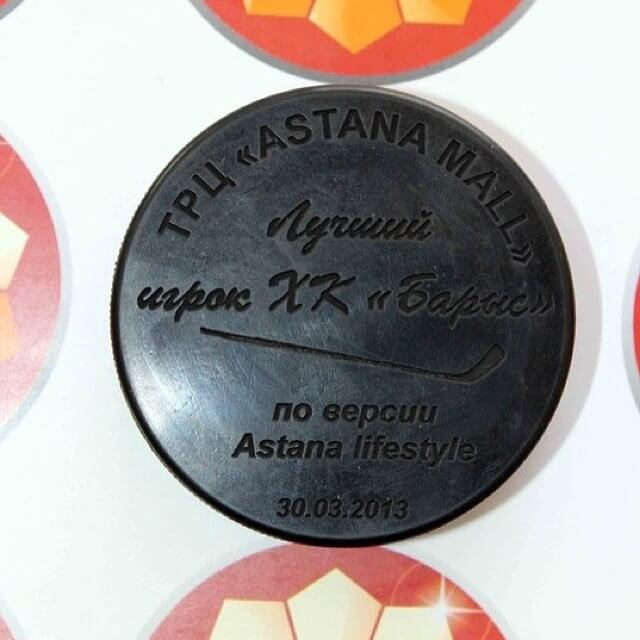 ТРЦ «ASTANA MALL»
Лучший
игрок ХК «Барыс»
по версии
Astana lifestyle
30.03.2013